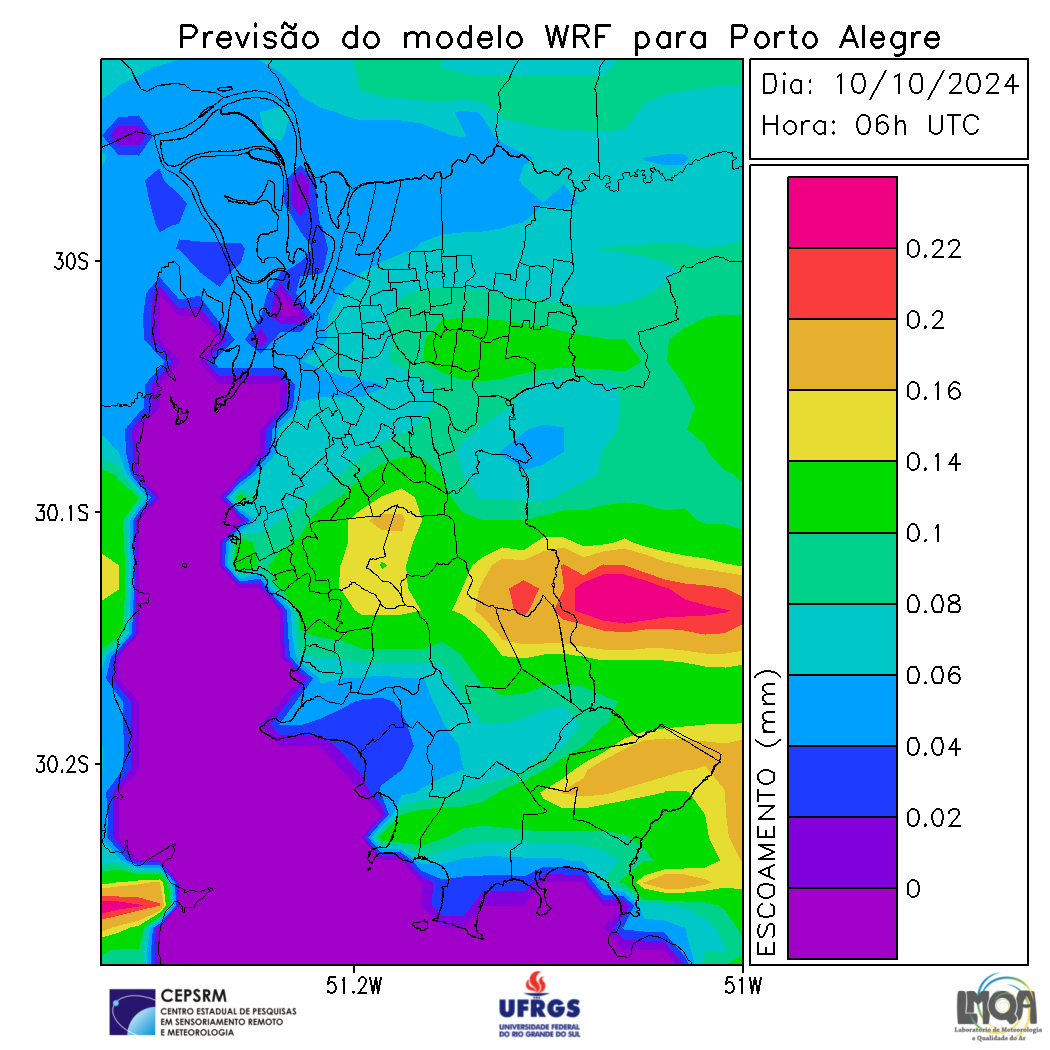 Previsão do modelo WRF para Porto Alegre
Dia: 10/10/2024
Hora: 06h UTC
30S
30.1S
30.2S
51.2W
51W
0.22
0.2
0.16
0.14
0.1
0.08
0.06
0.04
0.02
0
ESCOAMENTO (mm)
CEPSRM
CENTRO ESTADUAL DE PESQUISAS
EM SENSORIAMENTO REMOTO
E METEOROLOGIA
UFRGS
UNIVERSIDADE FEDERAL
DO RIO GRANDE DO SUL
LMQA
Laboratório de Meteorologia
e Qualidade do Ar